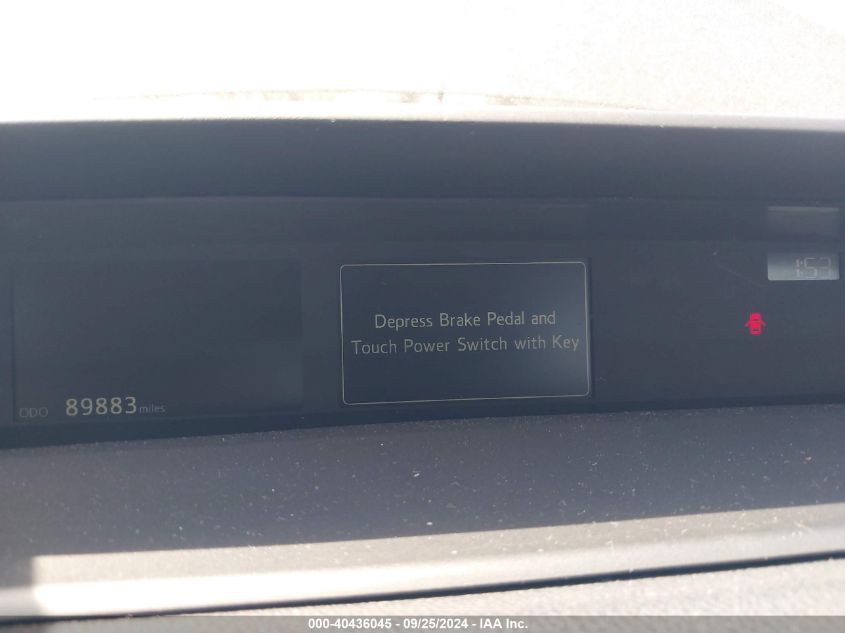 1:53
Depress Brake Pedal and
Touch Power Switch with Key
ODO 89883 miles
000-40436045 - 09/25/2024 - IAA Inc.